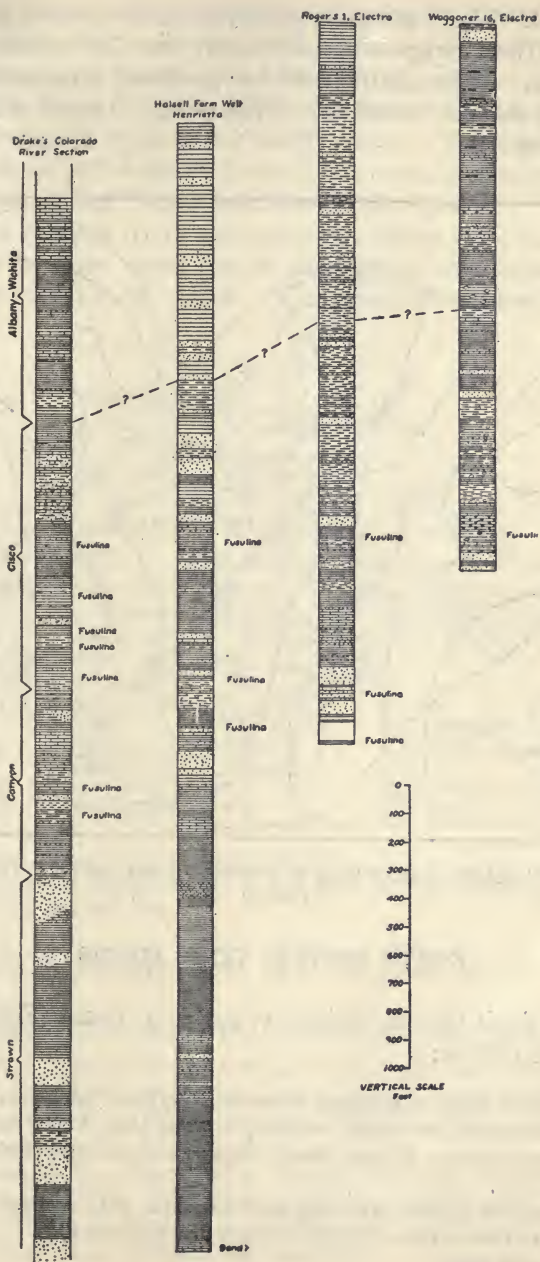 Rogers 1, Electra
Waggoner 16, Electra
Halsell Farm Well
Henrietta
Drake's Colorado
River Section
Albany-Wichita
Cisco
Canyon
Strawn
?
?
?
Fusulina
Fusulina
Fusulina
Fusulina
Fusulina
Fusulina
Fusulina
Fusulina
Fusulina
Fusulina
Fusulina
Fusulina
Fusulina
Fusuli
0
100
200
300
400
500
600
700
800
900
1000
VERTICAL SCALE
Feet
Sand?